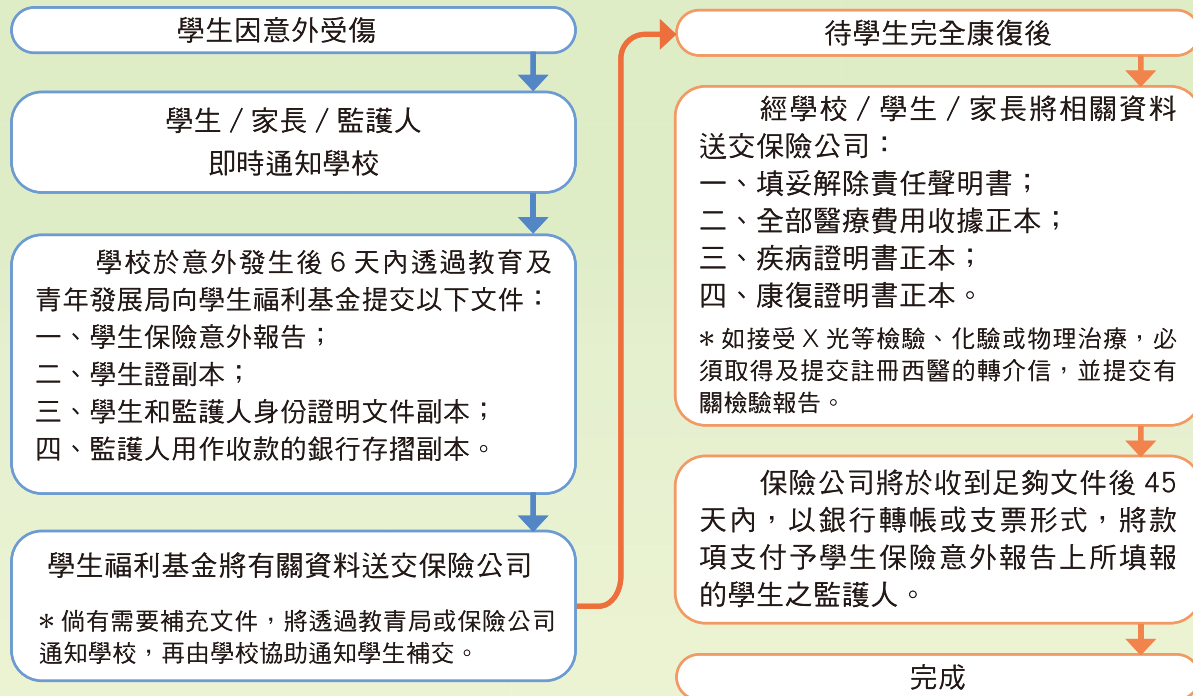 學生因意外受傷
學生／家長／監護人
即時通知學校
學校於意外發生後6天內透過教育及
青年發展局向學生福利基金提交以下文件：
一、學生保險意外報告；
二、學生證副本；
三、學生和監護人身份證明文件副本；
四、監護人用作收款的銀行存摺副本。
學生福利基金將有關資料送交保險公司
＊倘有需要補充文件，將透過教青局或保險公司
通知學校，再由學校協助通知學生補交。
待學生完全康復後
經學校／學生／家長將相關資料
送交保險公司：
一、填妥解除責任聲明書；
二、全部醫療費用收據正本；
三、疾病證明書正本；
四、康復證明書正本。
＊如接受X光等檢驗、化驗或物理治療，必
須取得及提交註冊西醫的轉介信，並提交有
關檢驗報告。
保險公司將於收到足夠文件後45
天內，以銀行轉帳或支票形式，將款
項支付予學生保險意外報告上所填報
的學生之監護人。
完成